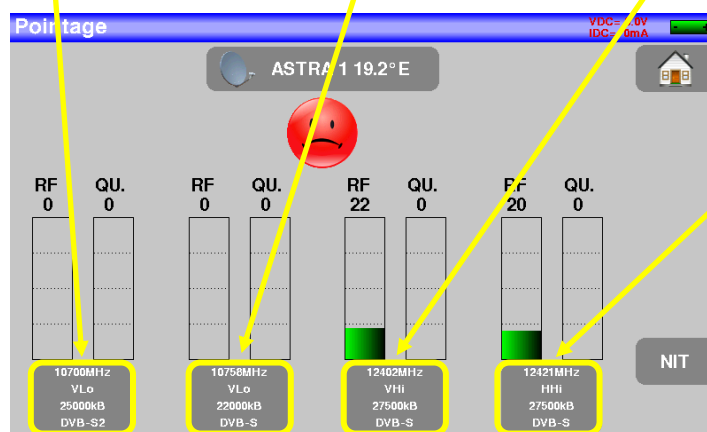 Pointage
ASTRA 1 19.2°E
RF QU. RF QU. RF QU. RF QU.
0 0 0 0 22 0 20 0
10700MHz
VLo
25000kB
DVB-S2
10758MHz
VLo
22000kB
DVB-S
12402MHz
VHi
27500kB
DVB-S
12421MHz
HHi
27500kB
DVB-S
NIT